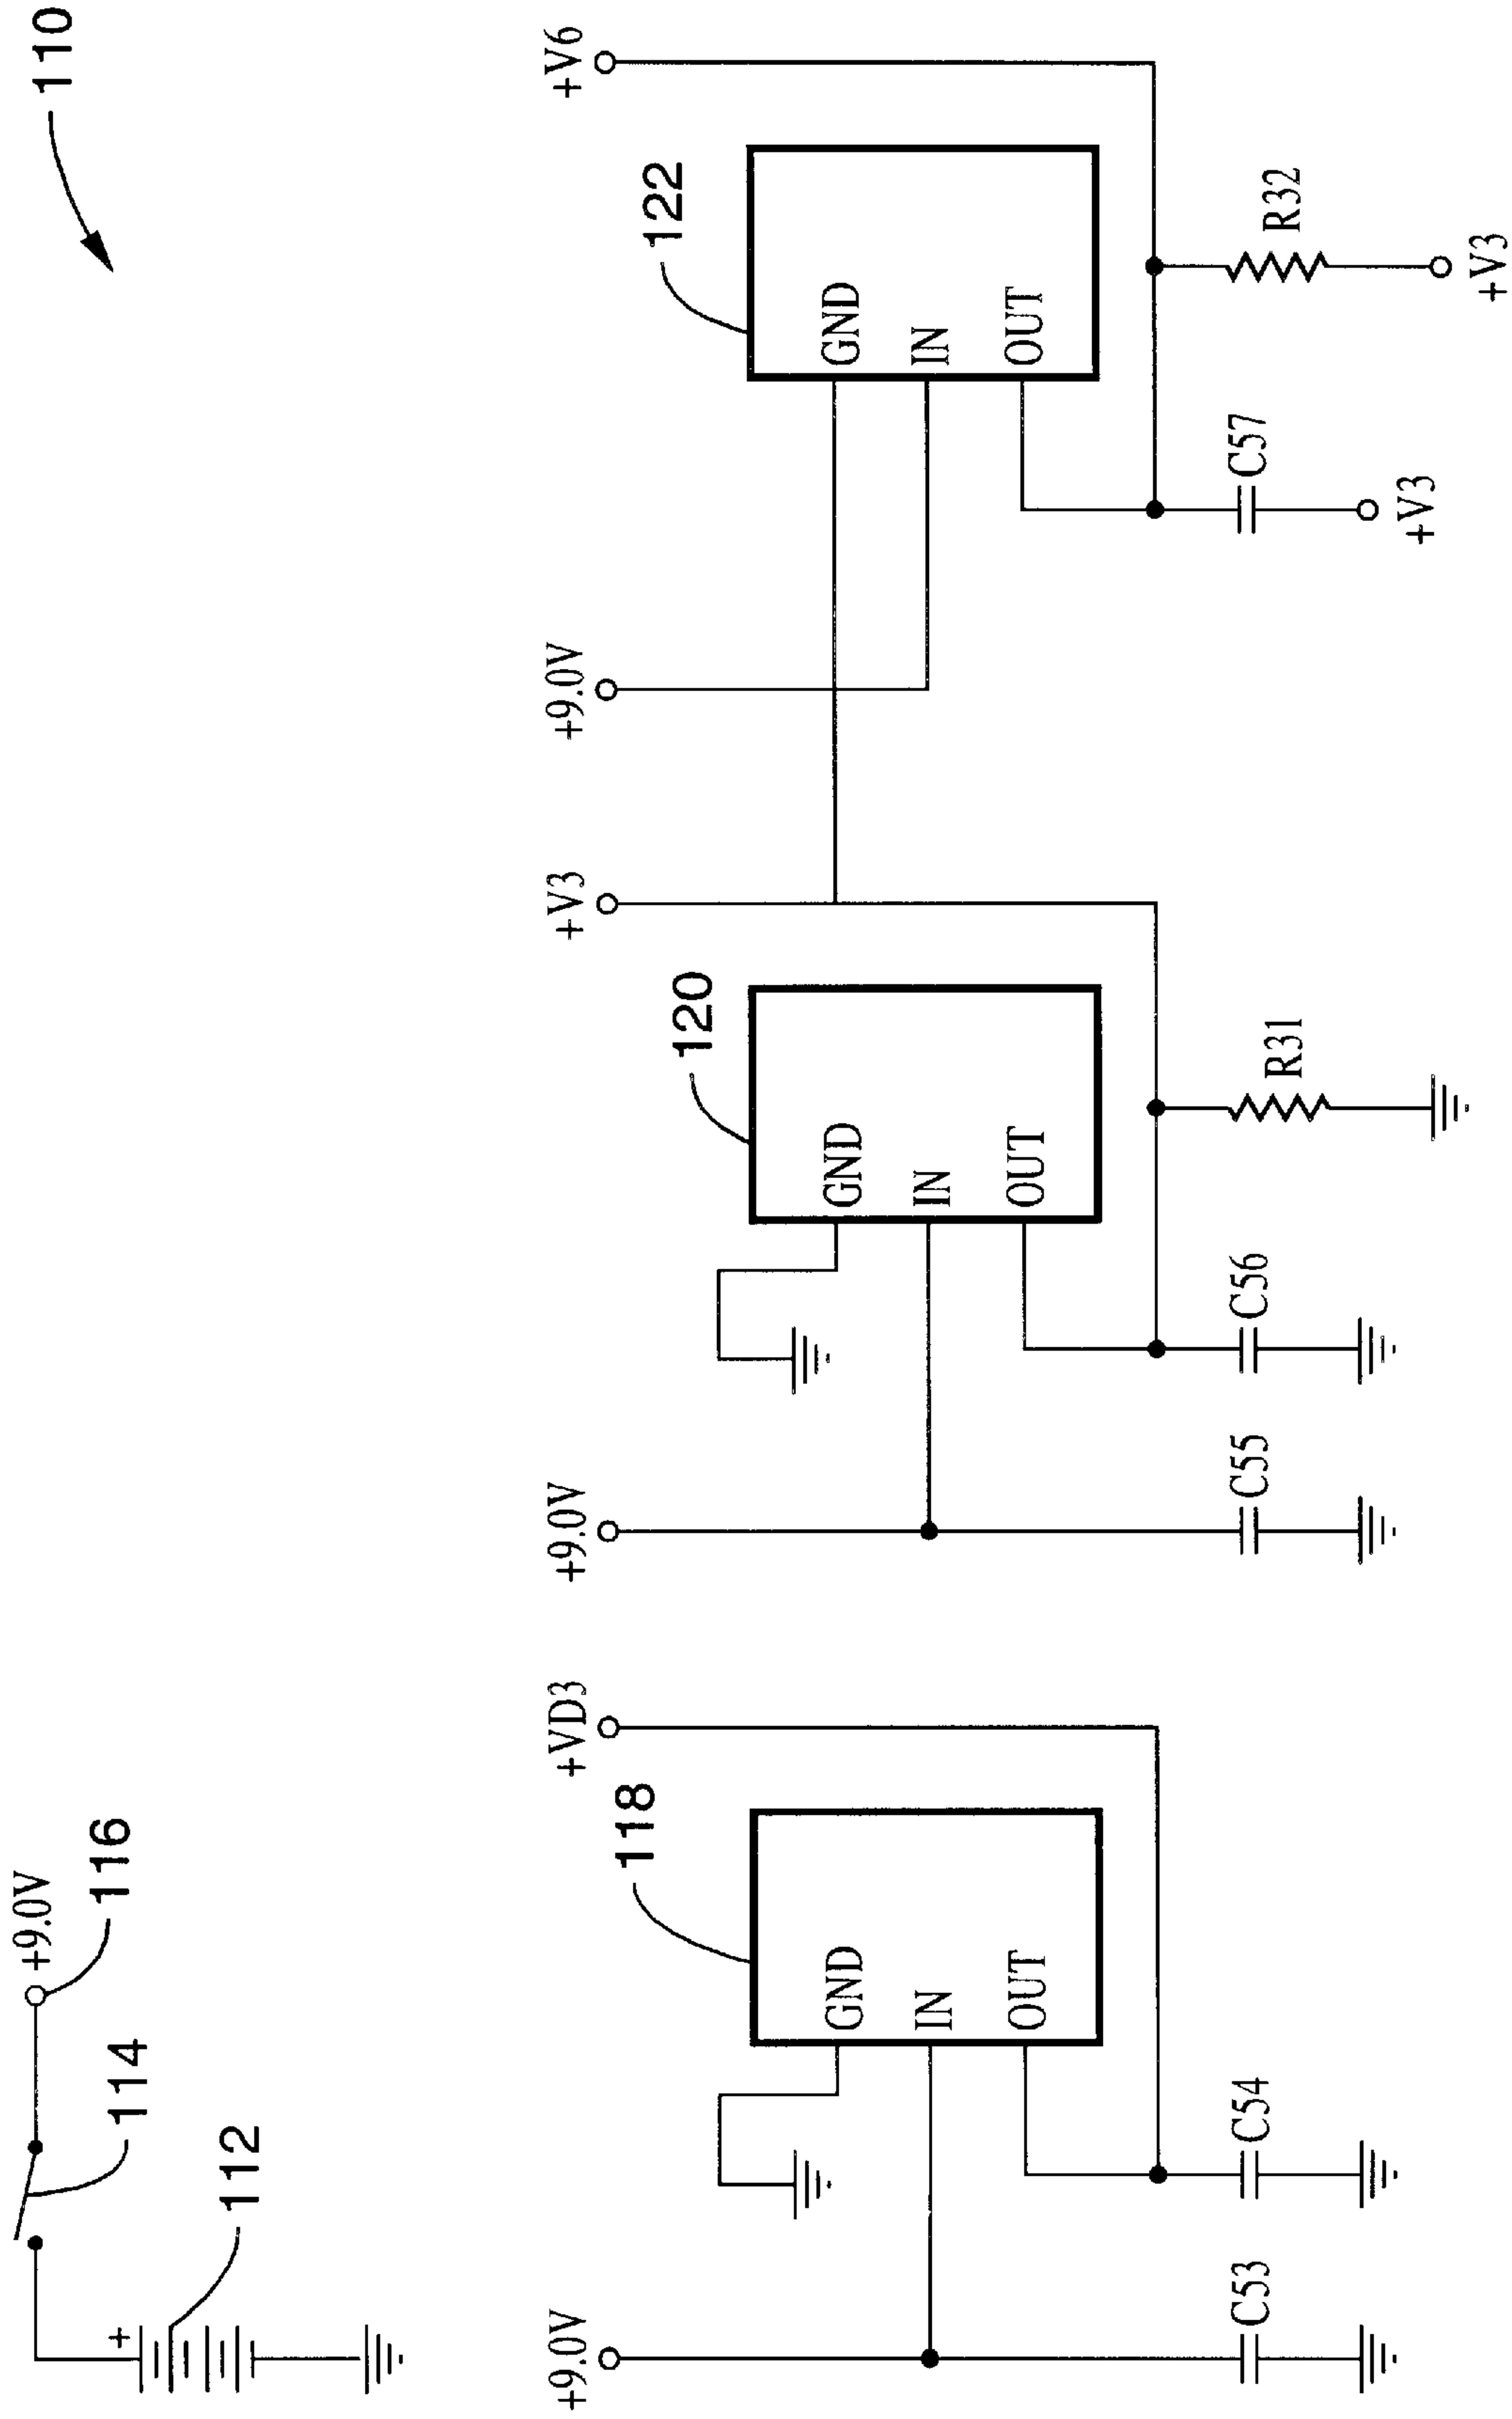 110
+9.0V
116
114
112
+
+9.0V
118
GND
IN
OUT
+VD3
C53
C54
+9.0V
120
GND
IN
OUT
+V3
C55
C56
R31
+9.0V
122
GND
IN
OUT
+V6
C57
R32
+V3
+V3